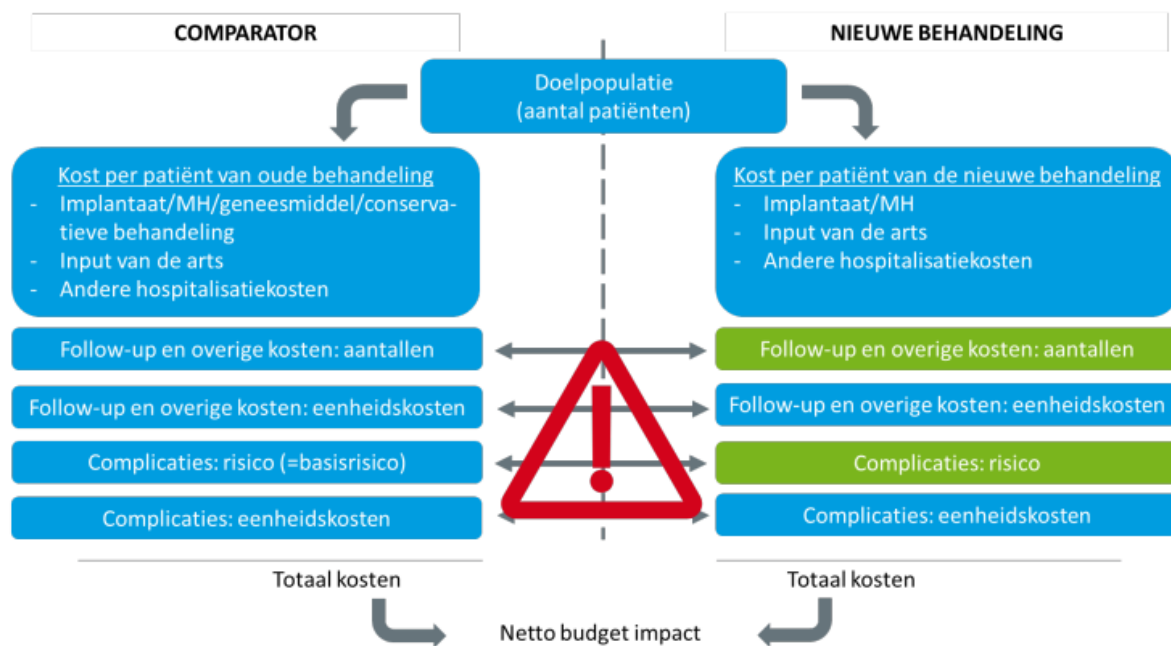 COMPARATOR
NIEUWE BEHANDELING
Doelpopulatie
(aantal patiënten)
Kost per patiënt van oude behandeling
- Implantaat/MH/geneesmiddel/conserva-
tieve behandeling
- Input van de arts
- Andere hospitalisatiekosten
Kost per patiënt van de nieuwe behandeling
- Implantaat/MH
- Input van de arts
- Andere hospitalisatiekosten
Follow-up en overige kosten: aantallen
Follow-up en overige kosten: aantallen
Follow-up en overige kosten: eenheidskosten
Follow-up en overige kosten: eenheidskosten
Complicaties: risico (=basisrisico)
Complicaties: risico
Complicaties: eenheidskosten
Complicaties: eenheidskosten
Totaal kosten
Totaal kosten
Netto budget impact